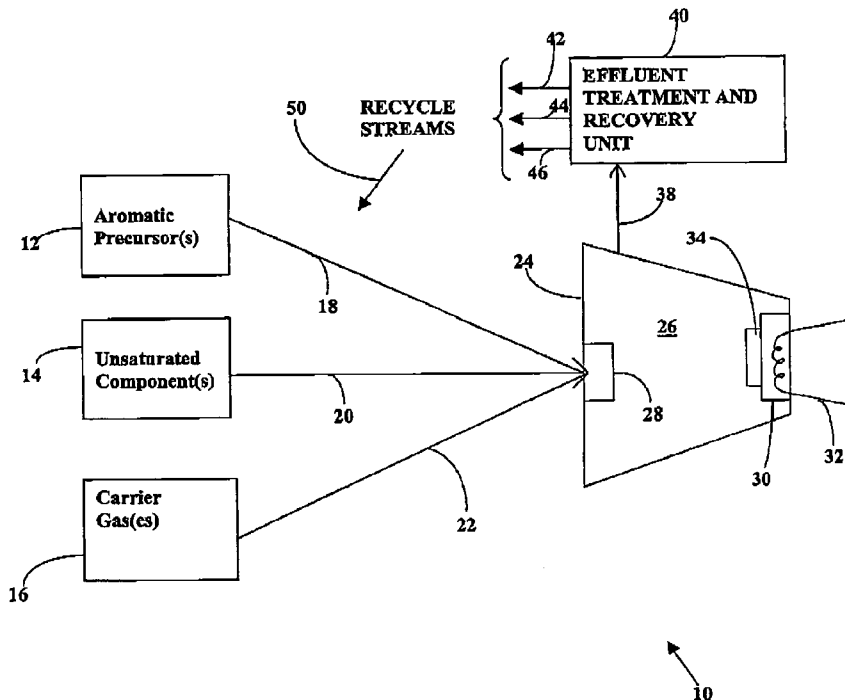 40
42
EFFLUENT
TREATMENT AND
44
RECOVERY
UNIT
46
50
RECYCLE
STREAMS
38
34
24
Aromatic
Precursor(s)
12
18
26
Unsaturated
Component(s)
14
20
28
30
32
Carrier
Gas(es)
22
16
10